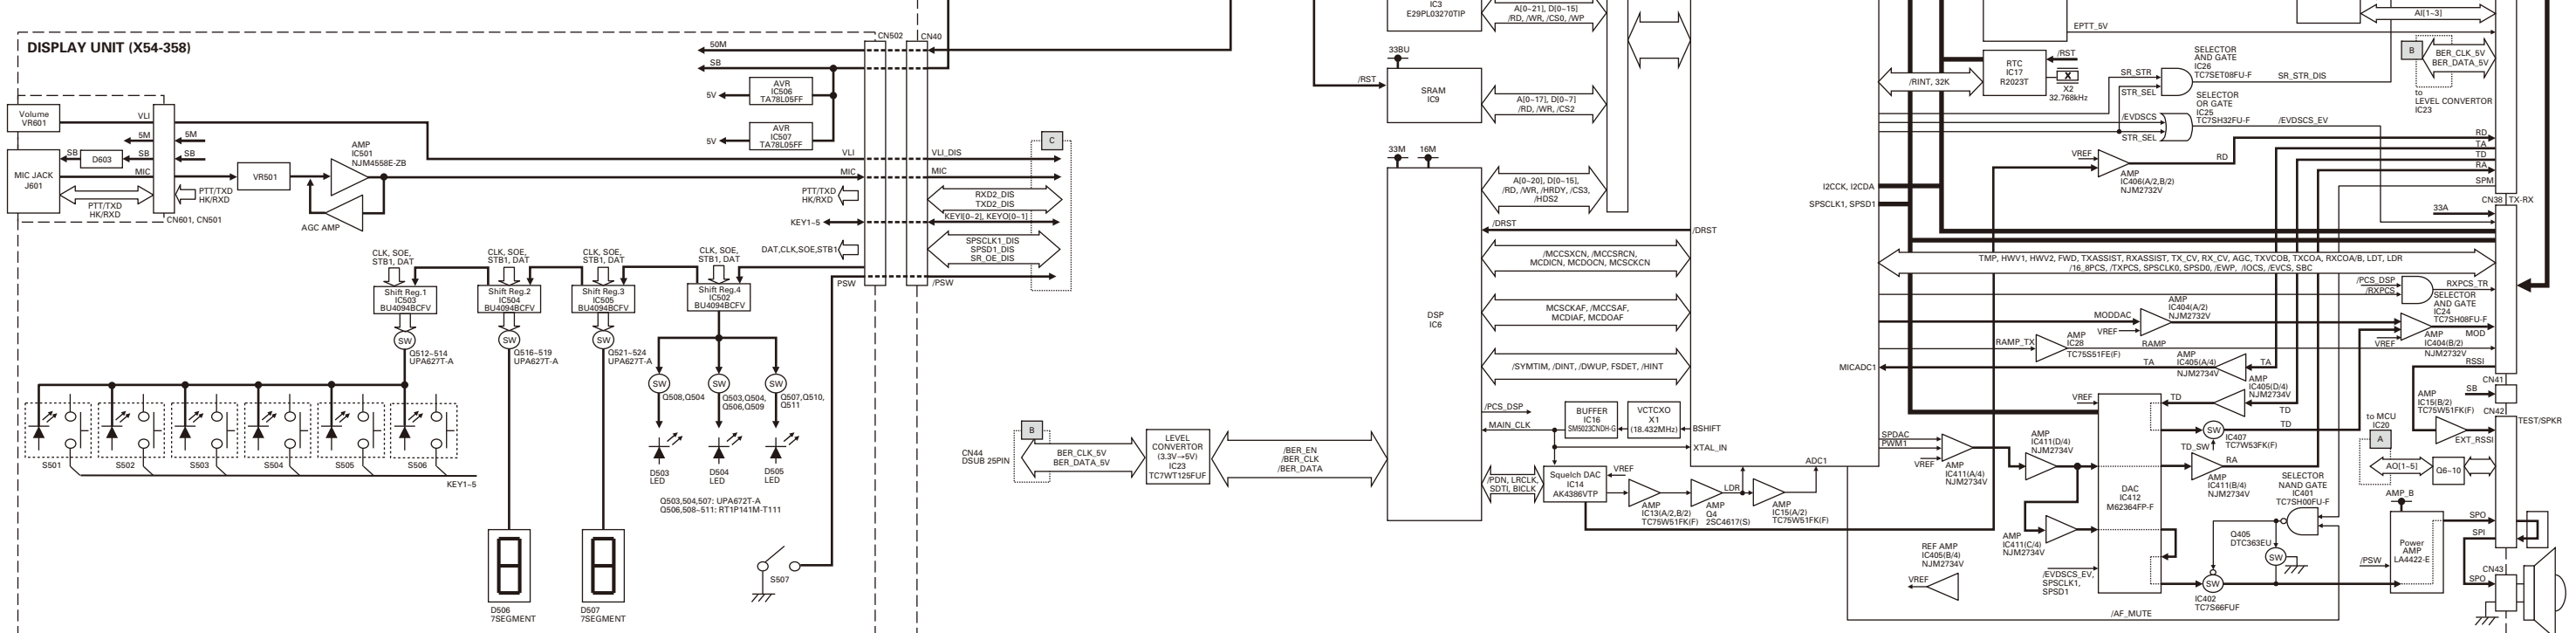 DISPLAY UNIT (X54-358)
Volume
VR601
VLI
5M
5M
SB
D603
SB
SB
MIC JACK
J601
MIC
PTT/TXD
HK/RXD
PTT/TXD
HK/RXD
CN601, CN501
VR501
AMP
IC501
NJM4558E-ZB
AGC AMP
50M
SB
AVR
IC506
TA78L05FF
5V
AVR
IC507
TA78L05FF
5V
CN502
CN40
VLI
VLI_DIS
MIC
MIC
PTT/TXD
HK/RXD
RXD2_DIS
TXD2_DIS
KEY1~5
KEYI[0~2], KEYO[0~1]
DAT,CLK,SOE,STB1
SPSCLK1_DIS
SPSD1_DIS
SR_OE_DIS
PSW
/PSW
C
CLK, SOE,
STB1, DAT
CLK, SOE,
STB1, DAT
CLK, SOE,
STB1, DAT
CLK, SOE,
STB1, DAT
Shift Reg.1
IC503
BU4094BCFV
Shift Reg.2
IC504
BU4094BCFV
Shift Reg.3
IC505
BU4094BCFV
Shift Reg.4
IC502
BU4094BCFV
SW
Q512~514
UPA627T-A
SW
Q516~519
UPA627T-A
SW
Q521~524
UPA627T-A
SW
Q508,Q504
SW
Q503,Q504,
Q506,Q509
SW
Q507,Q510,
Q511
S501
S502
S503
S504
S505
S506
KEY1~5
D503
LED
D504
LED
D505
LED
Q503,504,507: UPA672T-A
Q506,508~511: RT1P141M-T111
D506
7SEGMENT
D507
7SEGMENT
S507
CN44
DSUB 25PIN
B
BER_CLK_5V
BER_DATA_5V
LEVEL
CONVERTOR
(3.3V→5V)
IC23
TC7WT125FUF
/BER_EN
/BER_CLK
/BER_DATA
IC3
E29PL03270TIP
A[0~21], D[0~15]
/RD, /WR, /CS0, /WP
33BU
/RST
SRAM
IC9
A[0~17], D[0~7]
/RD, /WR, /CS2
33M
16M
A[0~20], D[0~15],
/RD, /WR, /HRDY, /CS3,
/HDS2
/DRST
/DRST
/MCCSXCN, /MCCSRCN,
MCDICN, MCDOCN, MCSCKCN
DSP
IC6
MCSCKAF, /MCCSAF,
MCDIAF, MCDOAF
/SYMTIM, /DINT, /DWUP, FSDET, /HINT
/PCS_DSP
MAIN_CLK
BUFFER
IC16
SM5023CNDH-G
VCTCXO
X1
(18.432MHz)
BSHIFT
XTAL_IN
/PDN, LRCLK,
SDTI, BICLK
Squelch DAC
IC14
AK4386VTP
VREF
AMP
IC13(A/2,B/2)
TC75W51FK(F)
AMP
Q4
2SC4617(S)
LDR
AMP
IC15(A/2)
TC75W51FK(F)
ADC1
I2CCK, I2CDA
SPSCLK1, SPSD1
MICADC1
SPDAC
PWM1
VREF
/RINT, 32K
EPTT_5V
RTC
IC17
R2023T
/RST
X
X2
32.768kHz
SR_STR
STR_SEL
/EVDSCS
STR_SEL
SELECTOR
AND GATE
IC26
TC7SET08FU-F
SR_STR_DIS
SELECTOR
OR GATE
IC25
TC7SH32FU-F
/EVDSCS_EV
VREF
AMP
IC406(A/2,B/2)
NJM2732V
RD
AI[1~3]
B
BER_CLK_5V
BER_DATA_5V
to
LEVEL CONVERTOR
IC23
RD
TA
TD
RA
SPM
CN38
TX-RX
33A
TMP, HWV1, HWV2, FWD, TXASSIST, RXASSIST, TX_CV, RX_CV, AGC, TXVCOB, TXCOA, RXCOA/B, LDT, LDR
/16_8PCS, /TXPCS, SPSCLK0, SPSD0, /EWP, /IOCS, /EVCS, SBC
/PCS_DSP
/RXPCS
RXPCS_TR
SELECTOR
AND GATE
IC24
TC7SH08FU-F
MODDAC
VREF
AMP
IC404(A/2)
NJM2732V
MOD
VREF
AMP
IC404(B/2)
NJM2732V
RAMP_TX
AMP
IC28
TC75S51FE(F)
RAMP
TA
AMP
IC405(A/4)
NJM2734V
TA
RSSI
VREF
TD
AMP
IC405(D/4)
NJM2734V
TD
CN41
SB
AMP
IC15(B/2)
TC75W51FK(F)
CN42
TEST/SPKR
EXT_RSSI
SW
IC407
TC7W53FK(F)
TD_SW
TD
to MCU
IC20
A
AO[1~5]
Q6~10
AMP
IC411(A/4)
NJM2734V
AMP
IC411(D/4)
NJM2734V
DAC
IC412
M62364FP-F
RA
AMP
IC411(B/4)
NJM2734V
SELECTOR
NAND GATE
IC401
TC7SH00FU-F
AMP
IC411(C/4)
NJM2734V
/EVDSCS_EV,
SPSCLK1,
SPSD1
REF AMP
IC405(B/4)
NJM2734V
VREF
Q405
DTC363EU
SW
SW
IC402
TC7S66FUF
/AF_MUTE
AMP_B
/PSW
Power
AMP
LA4422-E
SPO
SPI
CN43
SPO